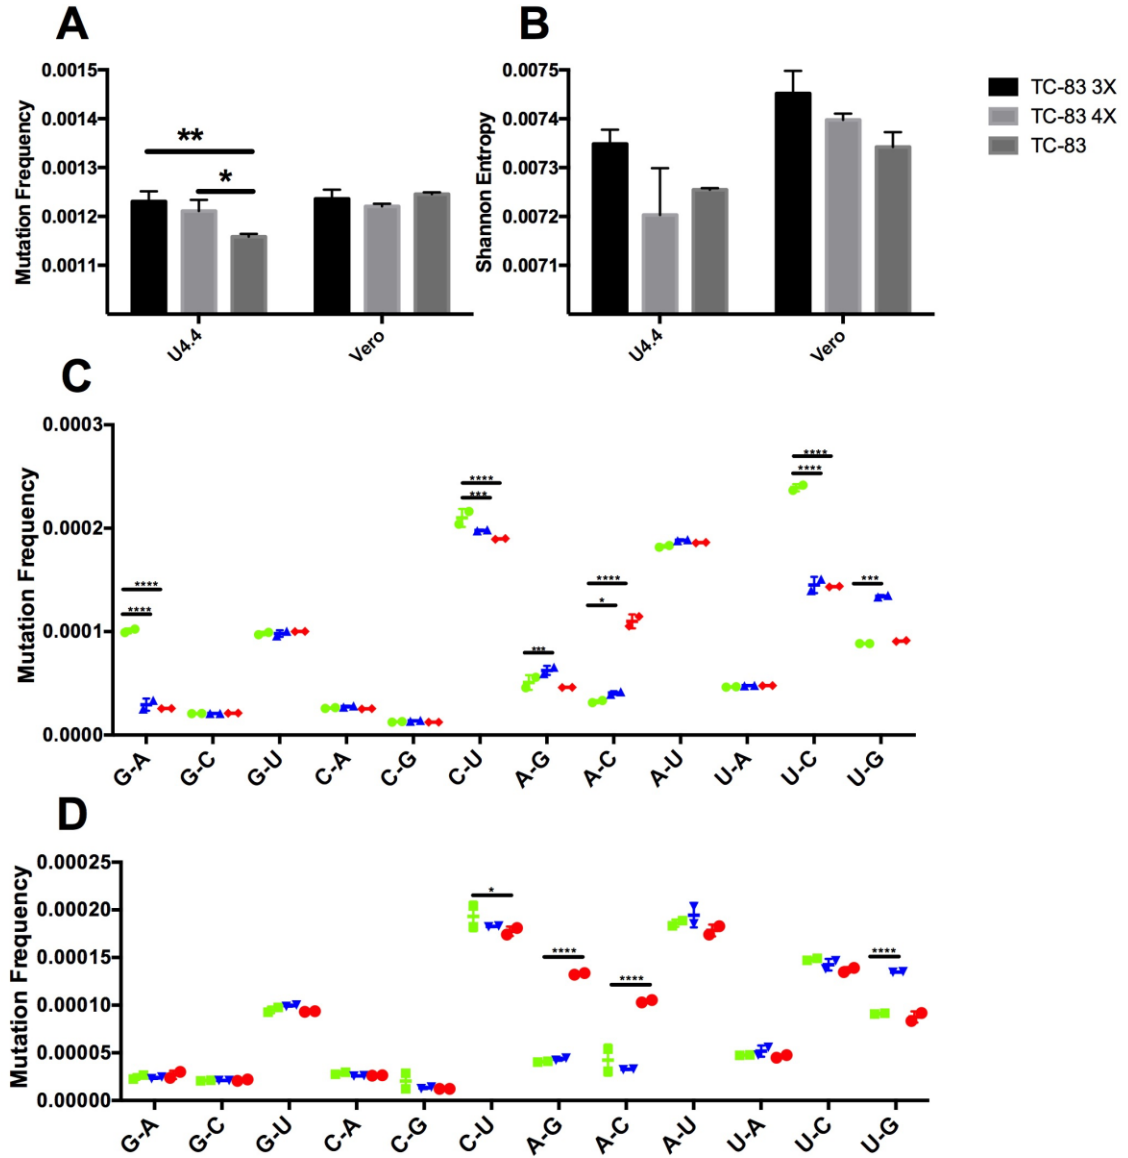 A
Mutation Frequency
0.0015
0.0014
0.0013
0.0012
0.0011
**
*
U4.4
Vero
B
Shannon Entropy
0.0075
0.0074
0.0073
0.0072
0.0071
U4.4
Vero
TC-83 3X
TC-83 4X
TC-83
C
Mutation Frequency
0.0003
0.0002
0.0001
0.0000
****
****
****
***
***
****
*
****
****
***
G-A
G-C
G-U
C-A
C-G
C-U
A-G
A-C
A-U
U-A
U-C
U-G
D
Mutation Frequency
0.00025
0.00020
0.00015
0.00010
0.00005
0.00000
*
****
****
****
G-A
G-C
G-U
C-A
C-G
C-U
A-G
A-C
A-U
U-A
U-C
U-G